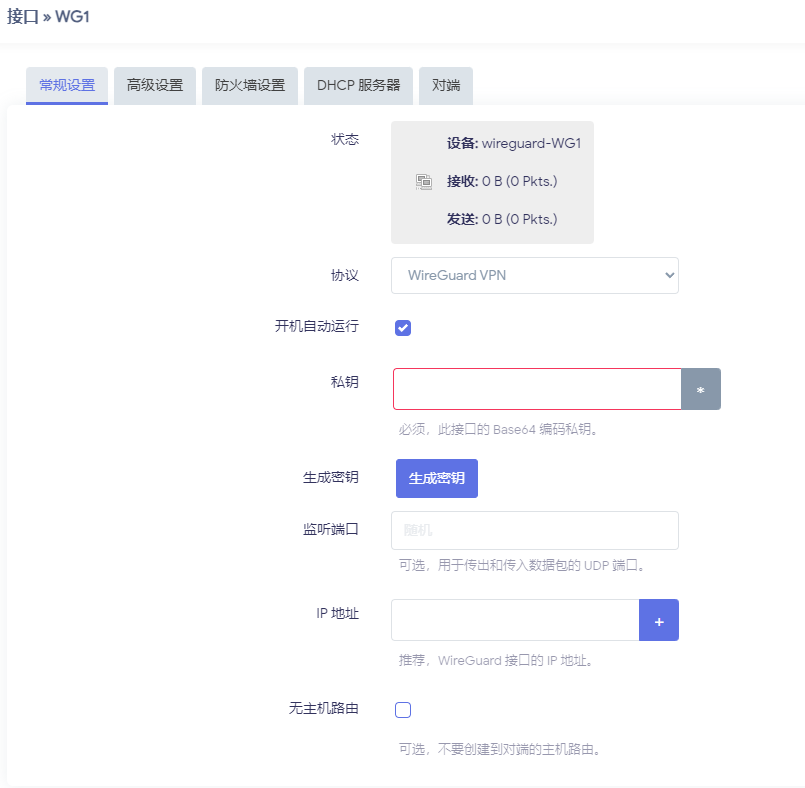 接口 » WG1
常规设置 高级设置 防火墙设置 DHCP 服务器 对端
状态
设备: wireguard-WG1
接收: 0 B (0 Pkts.)
发送: 0 B (0 Pkts.)
协议 WireGuard VPN
开机自动运行
私钥 *
必须，此接口的 Base64 编码私钥。
生成密钥 生成密钥
监听端口 随机
可选，用于传出和传入数据包的 UDP 端口。
IP 地址 +
推荐，WireGuard 接口的 IP 地址。
无主机路由
可选，不要创建到对端的主机路由。